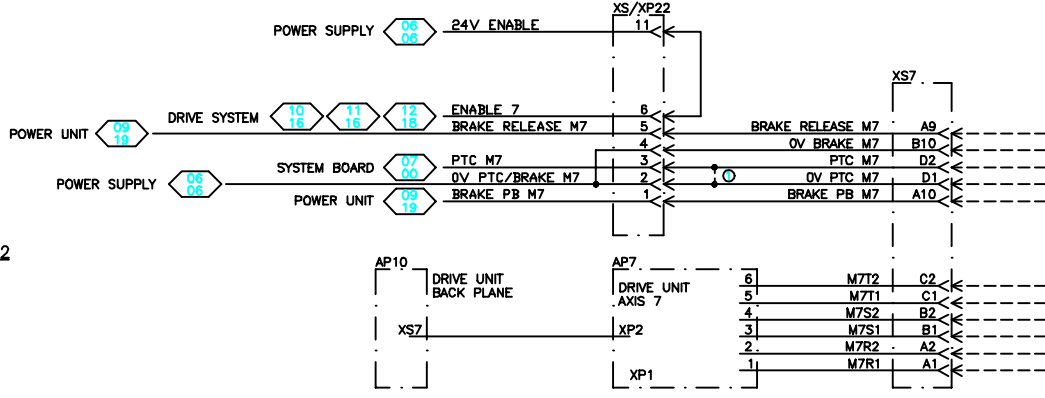 XS/XP22
POWER SUPPLY 06 06 24V ENABLE 11
XS7
DRIVE SYSTEM 10 16 11 16 12 18 ENABLE 7 6
POWER UNIT 09 19 BRAKE RELEASE M7 5 BRAKE RELEASE M7 A9
4 0V BRAKE M7 B10
SYSTEM BOARD 07 00 PTC M7 3 PTC M7 D2
POWER SUPPLY 06 06 0V PTC/BRAKE M7 2 1 0V PTC M7 D1
POWER UNIT 09 19 BRAKE PB M7 1 BRAKE PB M7 A10
2
AP10 AP7
DRIVE UNIT
BACK PLANE
DRIVE UNIT
AXIS 7
6 M7T2 C2
5 M7T1 C1
4 M7S2 B2
XS7 XP2 3 M7S1 B1
2 M7R2 A2
XP1 1 M7R1 A1